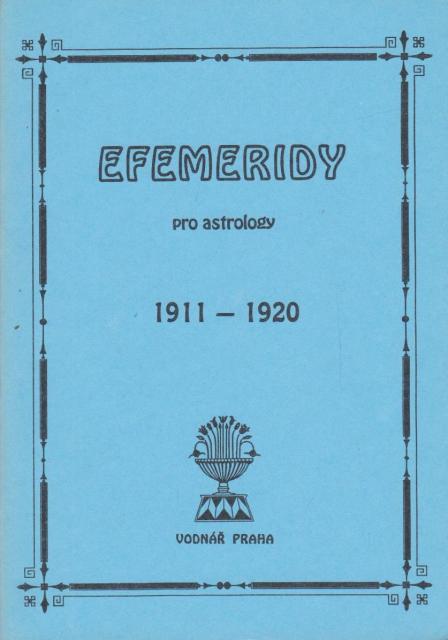 EFEMERIDY
pro astrology
1911 – 1920
VODNÁŘ PRAHA